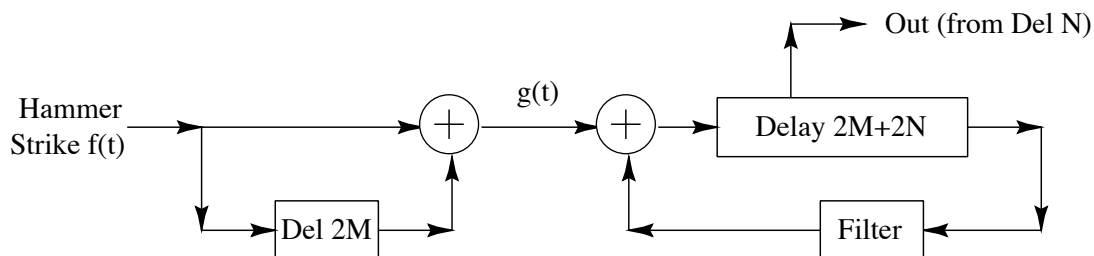 Out (from Del N)
Hammer
Strike f(t)
+
g(t)
+
Delay 2M+2N
Del 2M
Filter